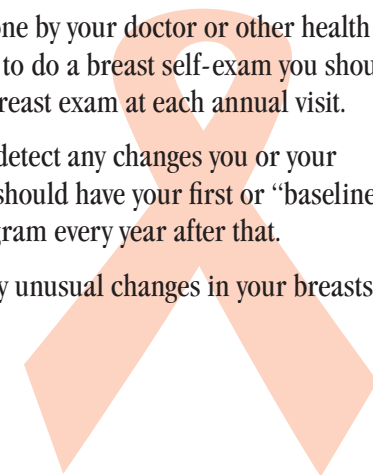 one by your doctor or other health
to do a breast self-exam you shou
reast exam at each annual visit.
detect any changes you or your
should have your first or “baseline
gram every year after that.
y unusual changes in your breasts